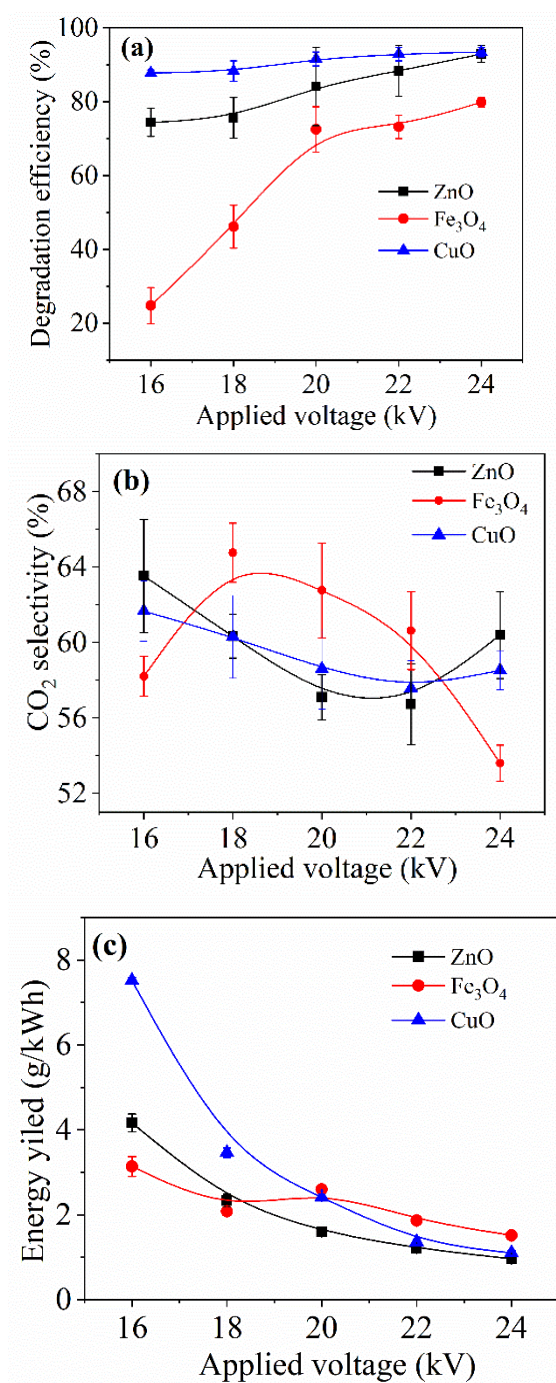 (a)
Degradation efficiency (%)
100
80
60
40
20
ZnO
Fe₃O₄
CuO
16 18 20 22 24
Applied voltage (kV)
(b)
CO₂ selectivity (%)
68
64
60
56
52
ZnO
Fe₃O₄
CuO
16 18 20 22 24
Applied voltage (kV)
(c)
Energy yiled (g/kWh)
8
6
4
2
0
ZnO
Fe₃O₄
CuO
16 18 20 22 24
Applied voltage (kV)